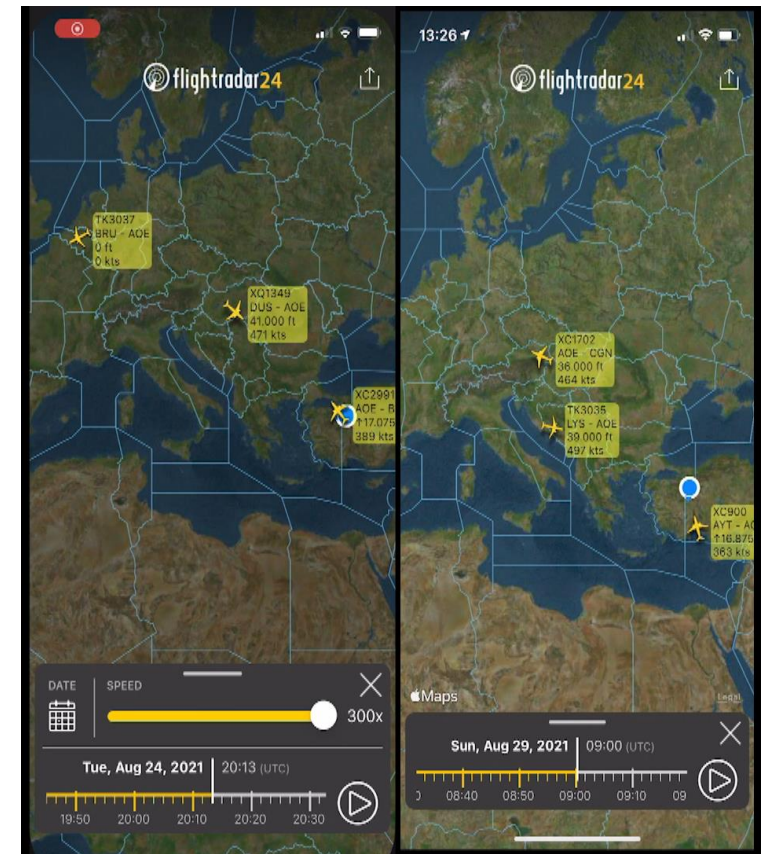 flightradar24
TK3037
BRU - AOE
0 ft
0 kts
XQ1349
DUS - AOE
41.000 ft
471 kts
XC2991
AOE - B
↑17.075
389 kts
DATE
SPEED
300x
Tue, Aug 24, 2021
20:13 (UTC)
19:50 20:00 20:10 20:20 20:30
13:26
flightradar24
XC1702
AOE - CGN
36.000 ft
464 kts
TK3035
LYS - AOE
39.000 ft
497 kts
XC900
AYT - AO
↑16.875
363 kts
Maps
Legal
Sun, Aug 29, 2021
09:00 (UTC)
0 08:40 08:50 09:00 09:10 09